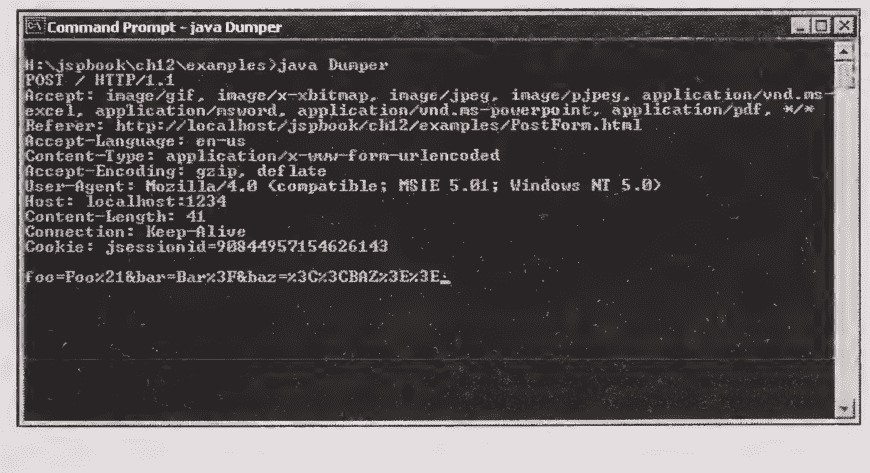 Command Prompt - java Dumper
H:\jspbook\ch12\examples>java Dumper
POST / HTTP/1.1
Accept: image/gif, image/x-xbitmap, image/jpeg, image/pjpeg, application/vnd.ms-
excel, application/msword, application/vnd.ms-powerpoint, application/pdf, */*
Referer: http://localhost/jspbook/ch12/examples/PostForm.html
Accept-Language: en-us
Content-Type: application/x-www-form-urlencoded
Accept-Encoding: gzip, deflate
User-Agent: Mozilla/4.0 (compatible; MSIE 5.01; Windows NT 5.0)
Host: localhost:1234
Content-Length: 41
Connection: Keep-Alive
Cookie: jsessionid=90844957154626143
foo=Foo%21&bar=Bar%3F&baz=%3C%3CBAZ%3E%3E_